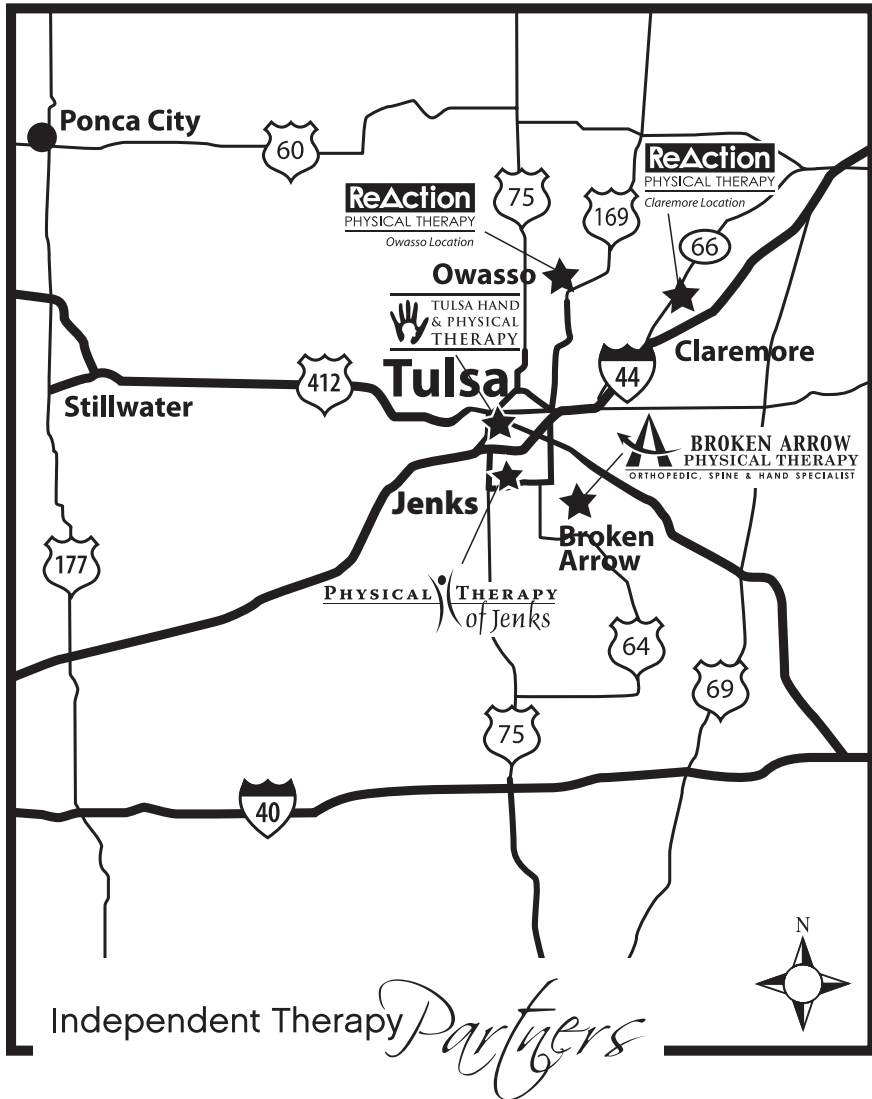 Ponca City
60
ReAction
PHYSICAL THERAPY
Claremore Location
ReAction
PHYSICAL THERAPY
Owasso Location
75
169
66
Owasso
TULSA HAND
& PHYSICAL
THERAPY
Claremore
44
Tulsa
412
Stillwater
BROKEN ARROW
PHYSICAL THERAPY
ORTHOPEDIC, SPINE & HAND SPECIALIST
Jenks
Broken
Arrow
177
PHYSICAL THERAPY
of Jenks
64
69
75
40
N
Independent Therapy Partners